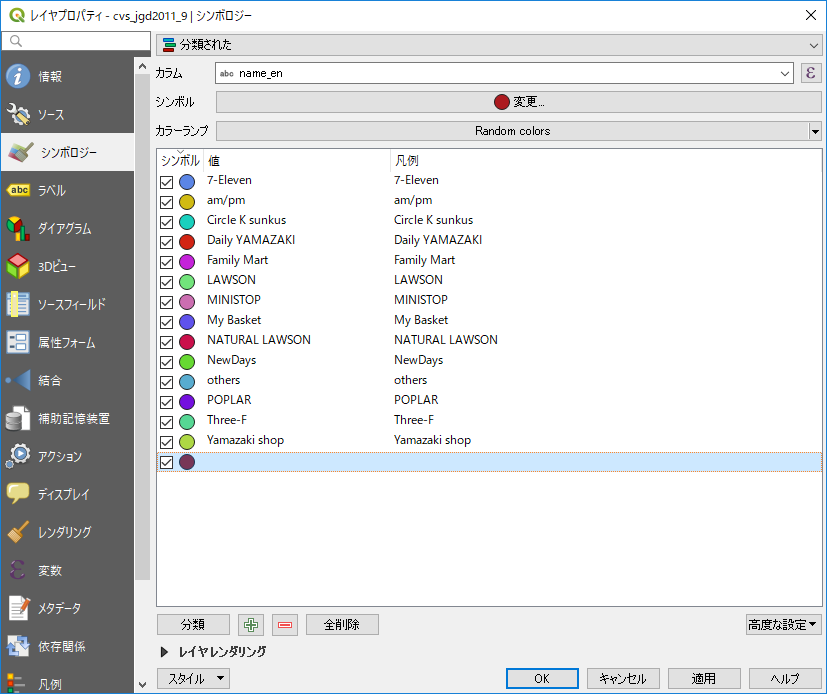 レイヤプロパティ - cvs_jgd2011_9 | シンボロジー
分類された
情報
ソース
シンボロジー
abc ラベル
ダイアグラム
3Dビュー
ソースフィールド
属性フォーム
結合
補助記憶装置
アクション
ディスプレイ
レンダリング
変数
メタデータ
依存関係
凡例
カラム abc name_en ε
シンボル 変更...
カラーランプ Random colors
シンボル 値 凡例
7-Eleven 7-Eleven
am/pm am/pm
Circle K sunkus Circle K sunkus
Daily YAMAZAKI Daily YAMAZAKI
Family Mart Family Mart
LAWSON LAWSON
MINISTOP MINISTOP
My Basket My Basket
NATURAL LAWSON NATURAL LAWSON
NewDays NewDays
others others
POPLAR POPLAR
Three-F Three-F
Yamazaki shop Yamazaki shop
分類 全削除 高度な設定
レイヤレンダリング
スタイル OK キャンセル 適用 ヘルプ